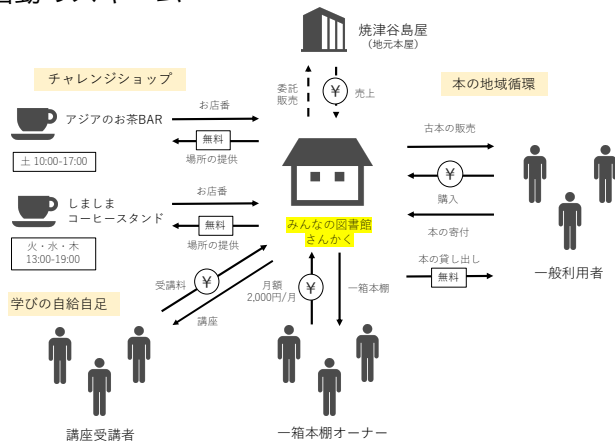 焼津谷島屋
(地元本屋)
チャレンジショップ
本の地域循環
委託
販売
¥
売上
アジアのお茶BAR
お店番
無料
場所の提供
土 10:00-17:00
古本の販売
¥
購入
本の寄付
本の貸し出し
無料
一般利用者
しましま
コーヒースタンド
お店番
無料
場所の提供
火・水・木
13:00-19:00
みんなの図書館
さんかく
学びの自給自足
受講料
¥
講座
月額
2,000円/月
¥
一箱本棚
講座受講者
一箱本棚オーナー